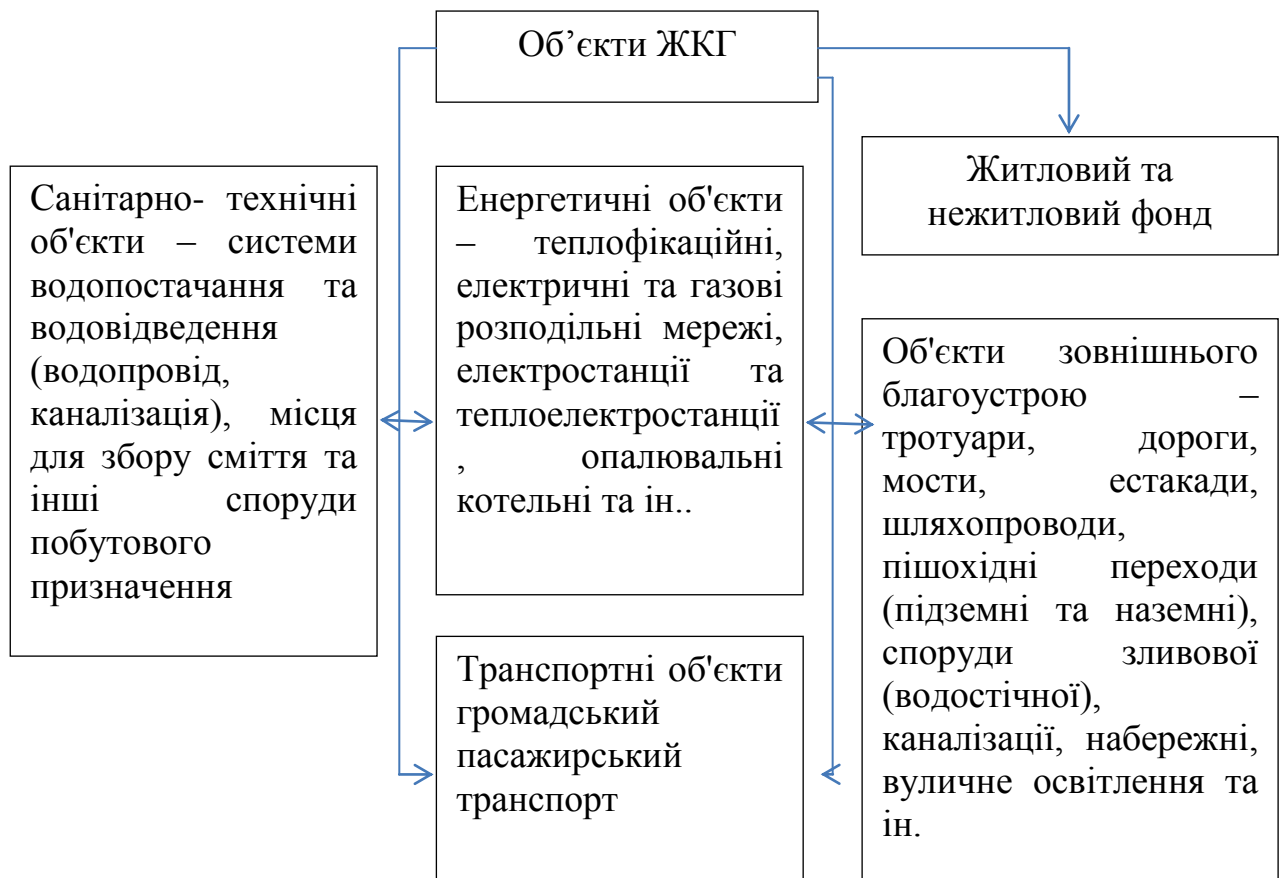 Об’єкти ЖКГ
Санітарно- технічні
об'єкти – системи
водопостачання та
водовідведення
(водопровід,
каналізація), місця
для збору сміття та
інші споруди
побутового
призначення
Енергетичні об'єкти
– теплофікаційні,
електричні та газові
розподільні мережі,
електростанції та
теплоелектростанції
, опалювальні
котельні та ін..
Транспортні об'єкти
громадський
пасажирський
транспорт
Житловий та
нежитловий фонд
Об'єкти зовнішнього
благоустрою –
тротуари, дороги,
мости, естакади,
шляхопроводи,
пішохідні переходи
(підземні та наземні),
споруди зливової
(водостічної),
каналізації, набережні,
вуличне освітлення та
ін.